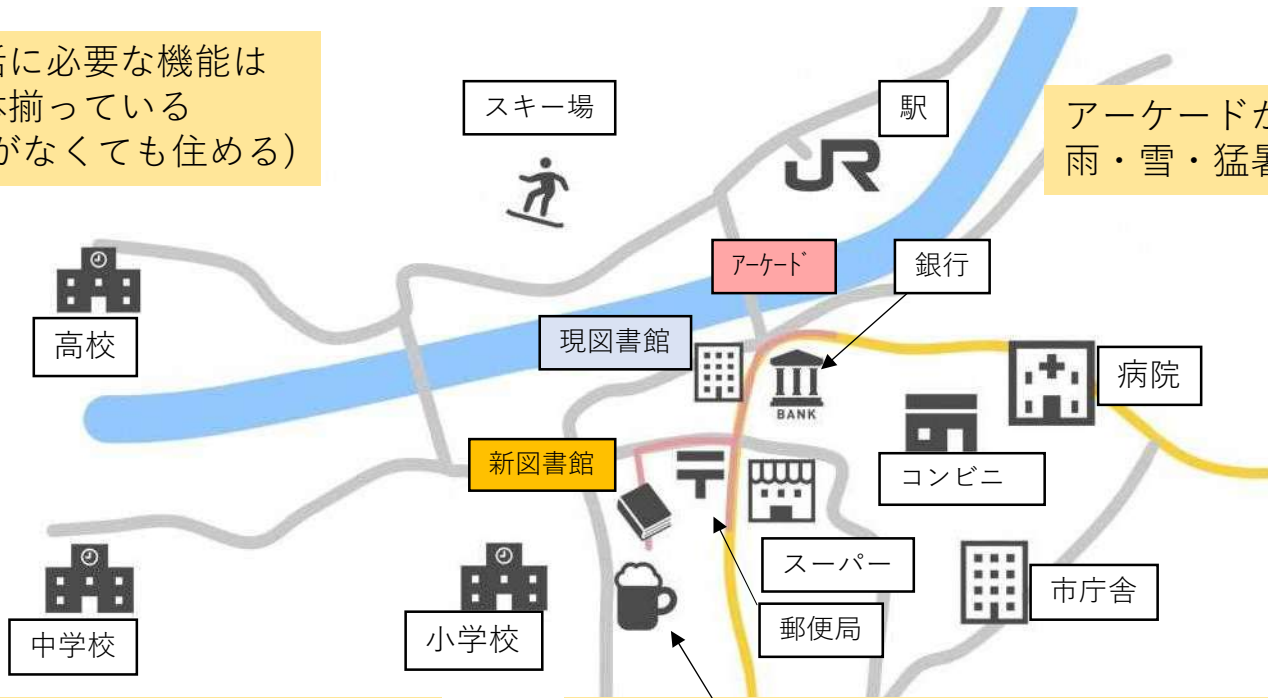 活に必要な機能は
揃っている
がなくても住める）
スキー場
駅
JR
アーケードが
雨・雪・猛暑
ｱｰｹｰﾄﾞ
銀行
高校
現図書館
病院
BANK
新図書館
コンビニ
スーパー
市庁舎
中学校
小学校
郵便局